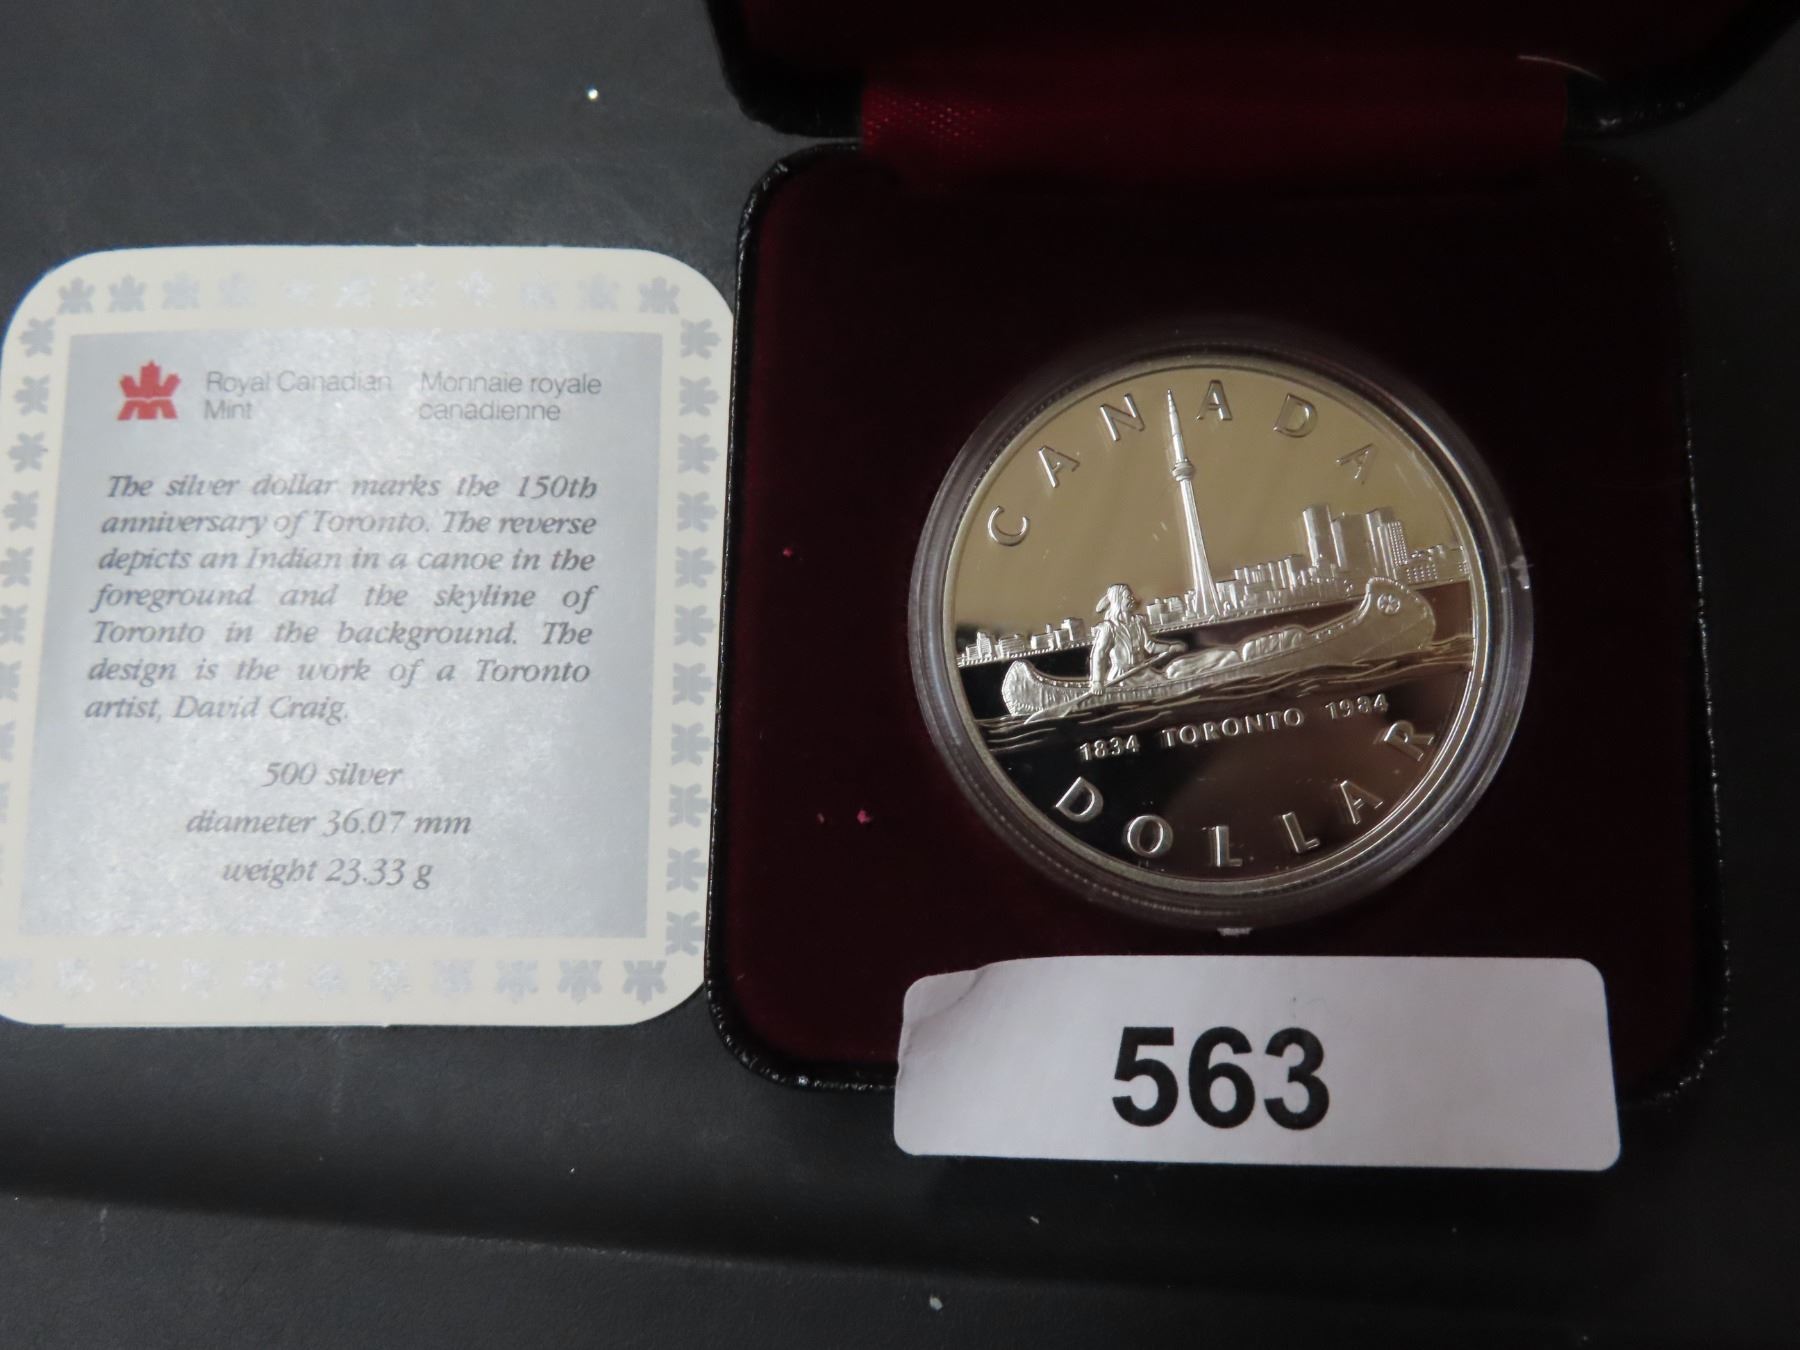 Royal Canadian Mint
Monnaie royale canadienne
The silver dollar marks the 150th
anniversary of Toronto. The reverse
depicts an Indian in a canoe in the
foreground and the skyline of
Toronto in the background. The
design is the work of a Toronto
artist, David Craig.
500 silver
diameter 36.07 mm
weight 23.33 g
CANADA
1834 TORONTO 1984
DOLLAR
563